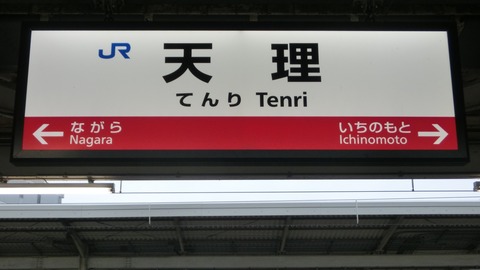 JR 天理
てんり Tenri
← ながら いちのもと →
Nagara Ichinomoto